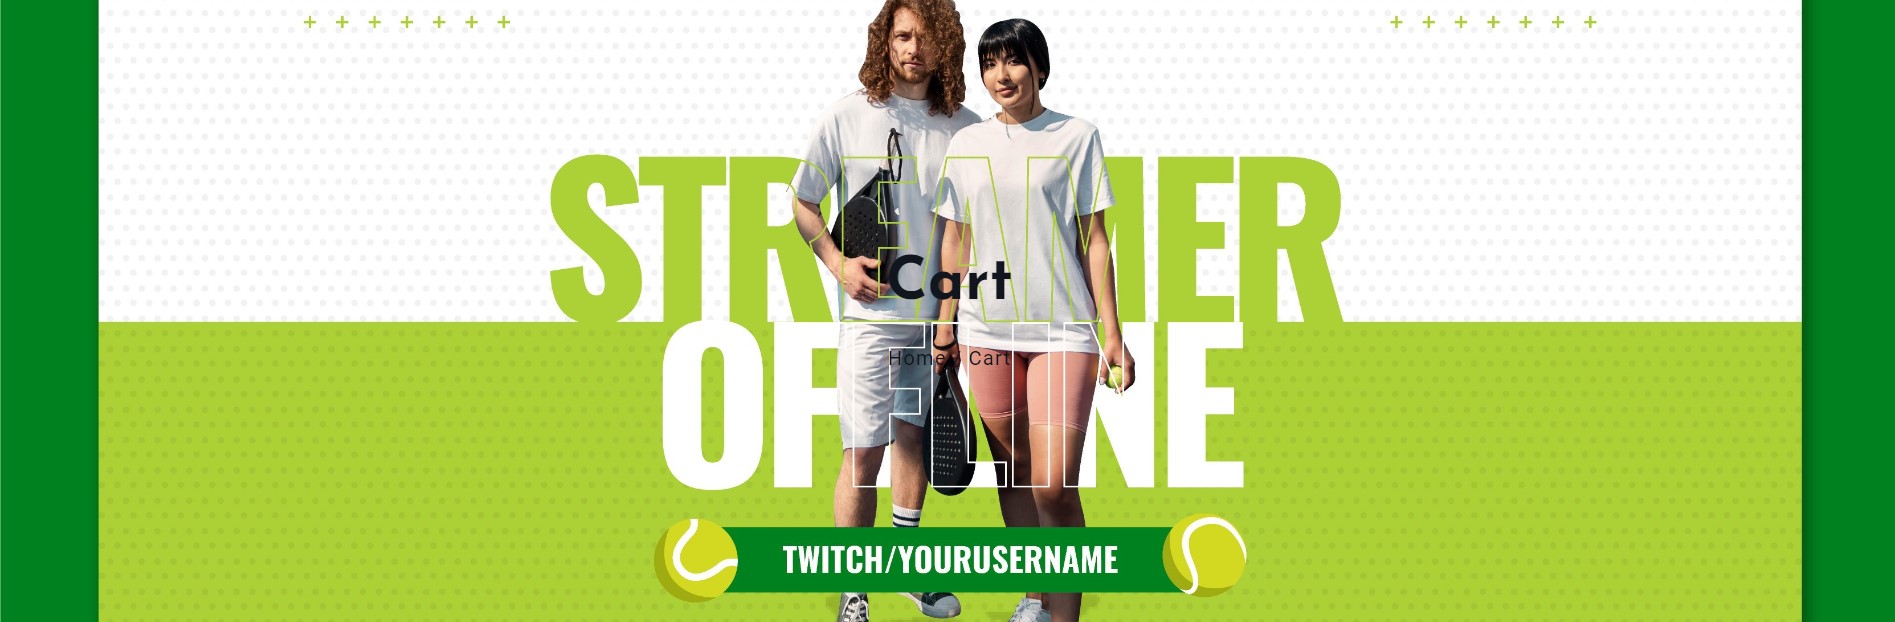 STREAMER
Cart
OFFLINE
Home / Cart
TWITCH/YOURUSERNAME